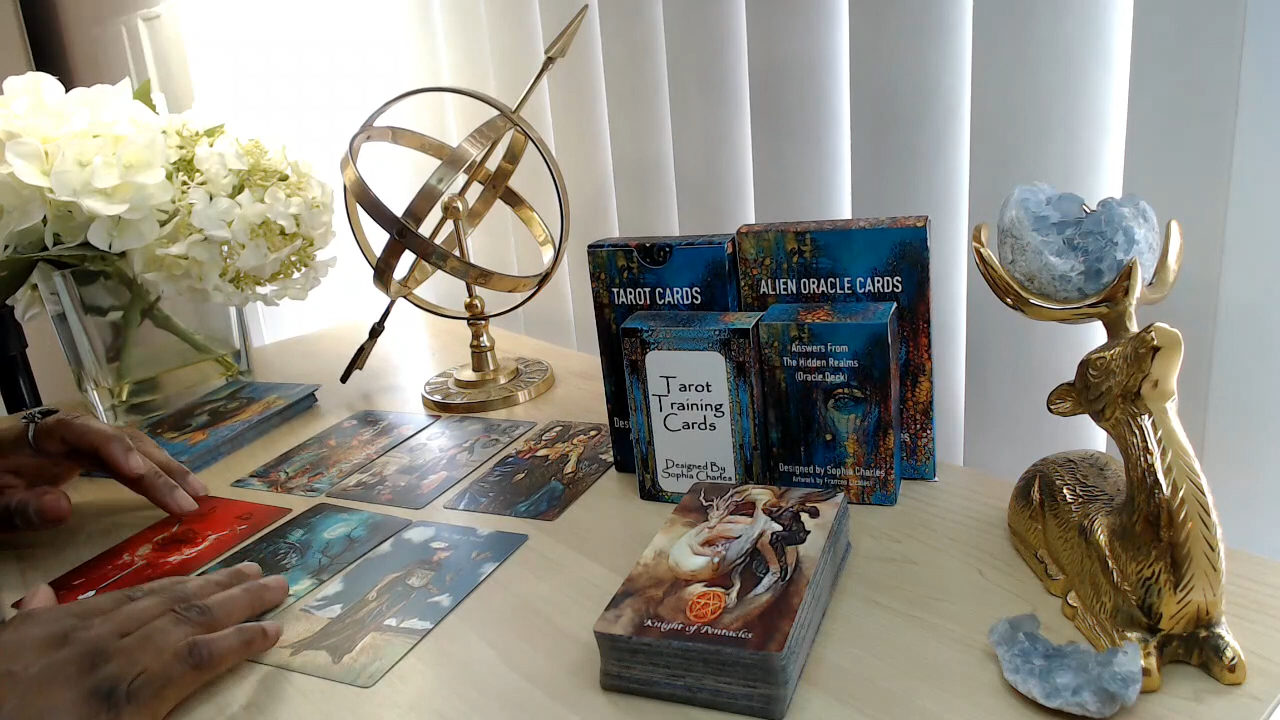 TAROT CARDS
ALIEN ORACLE CARDS
Tarot
Training
Cards
Designed By
Sophia Charles
Answers From
The Hidden Realms
(Oracle Deck)
Designed by Sophia Charles
Knight of Pentacles